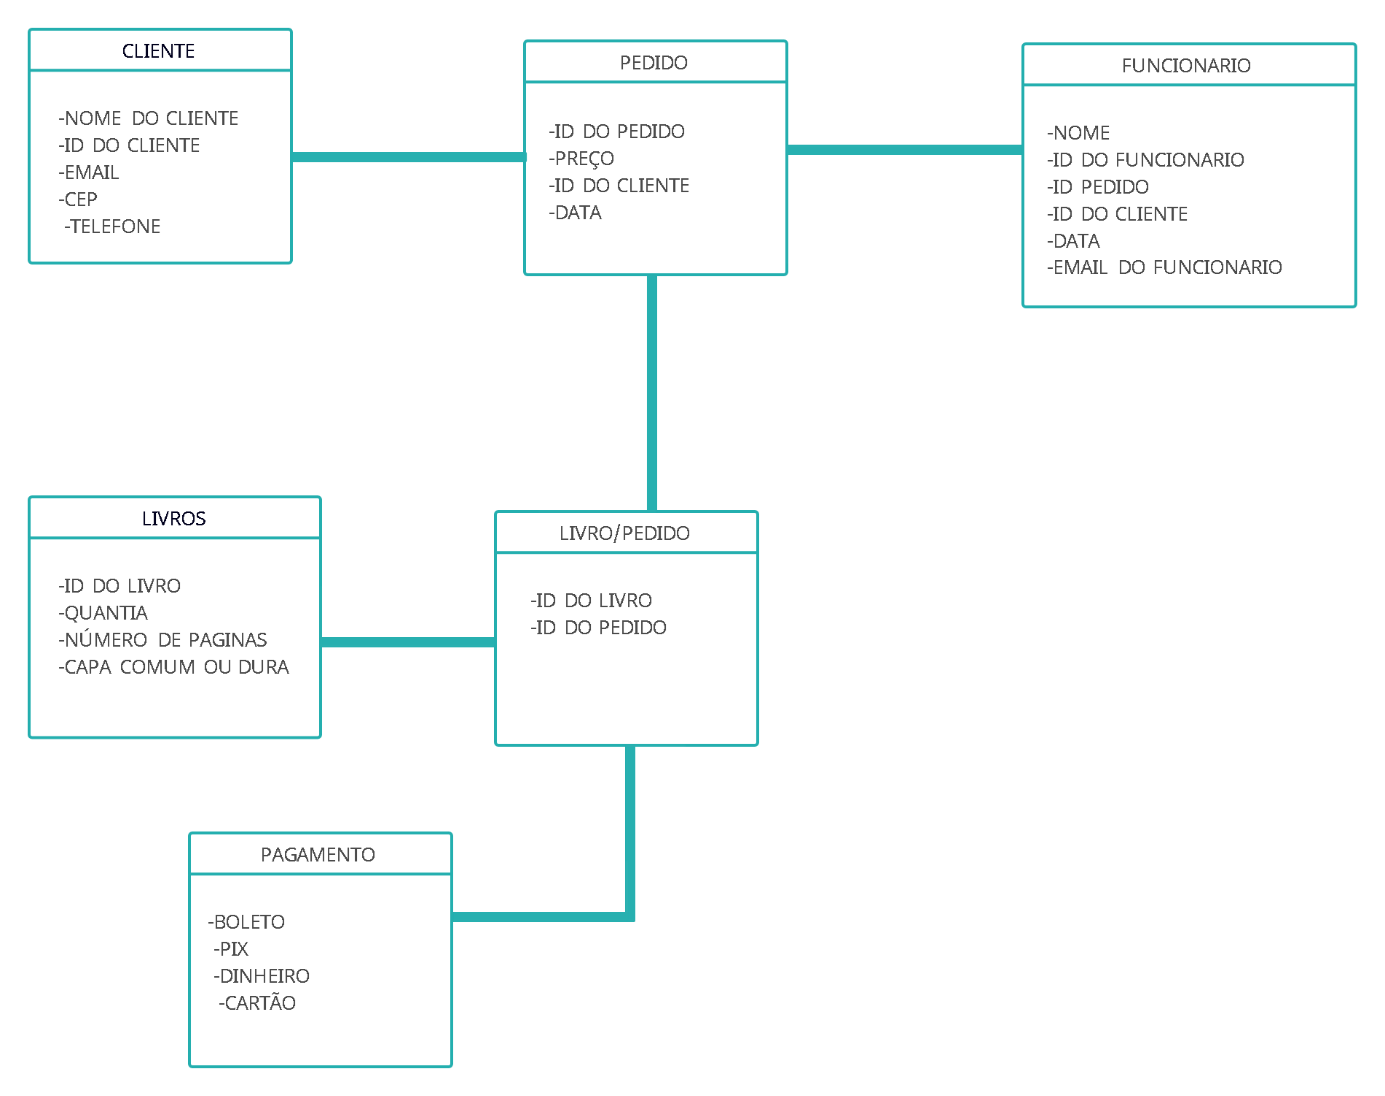 CLIENTE
-NOME DO CLIENTE
-ID DO CLIENTE
-EMAIL
-CEP
-TELEFONE
PEDIDO
-ID DO PEDIDO
-PREÇO
-ID DO CLIENTE
-DATA
FUNCIONARIO
-NOME
-ID DO FUNCIONARIO
-ID PEDIDO
-ID DO CLIENTE
-DATA
-EMAIL DO FUNCIONARIO
LIVROS
-ID DO LIVRO
-QUANTIA
-NÚMERO DE PAGINAS
-CAPA COMUM OU DURA
LIVRO/PEDIDO
-ID DO LIVRO
-ID DO PEDIDO
PAGAMENTO
-BOLETO
-PIX
-DINHEIRO
-CARTÃO